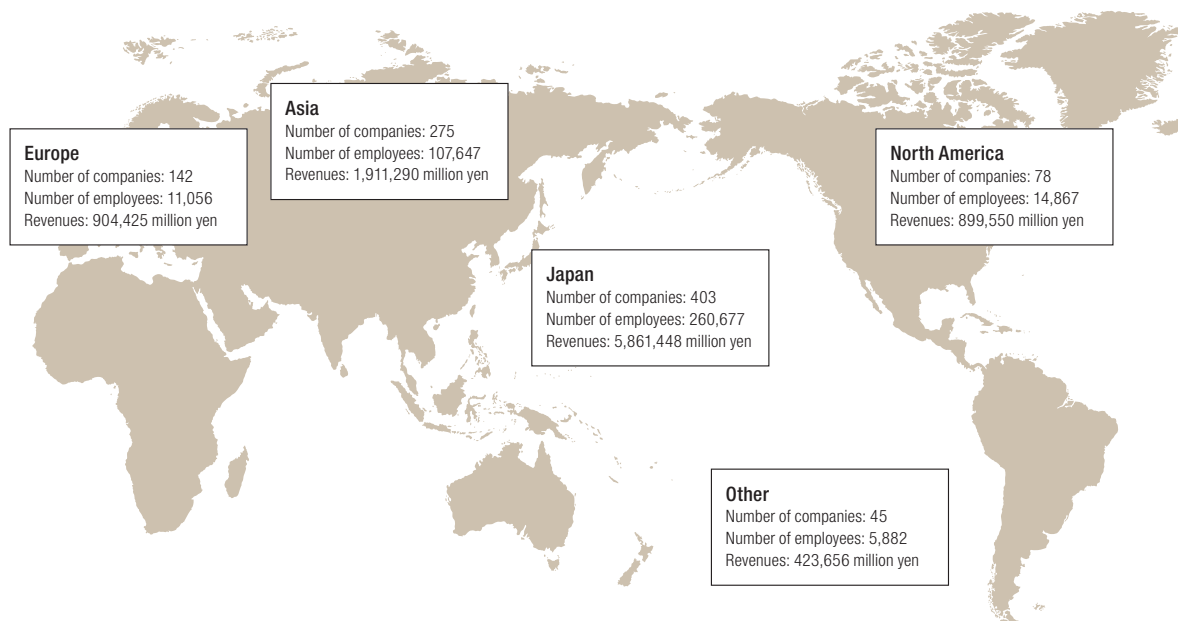 Asia
Number of companies: 275
Number of employees: 107,647
Revenues: 1,911,290 million yen
Europe
Number of companies: 142
Number of employees: 11,056
Revenues: 904,425 million yen
North America
Number of companies: 78
Number of employees: 14,867
Revenues: 899,550 million yen
Japan
Number of companies: 403
Number of employees: 260,677
Revenues: 5,861,448 million yen
Other
Number of companies: 45
Number of employees: 5,882
Revenues: 423,656 million yen